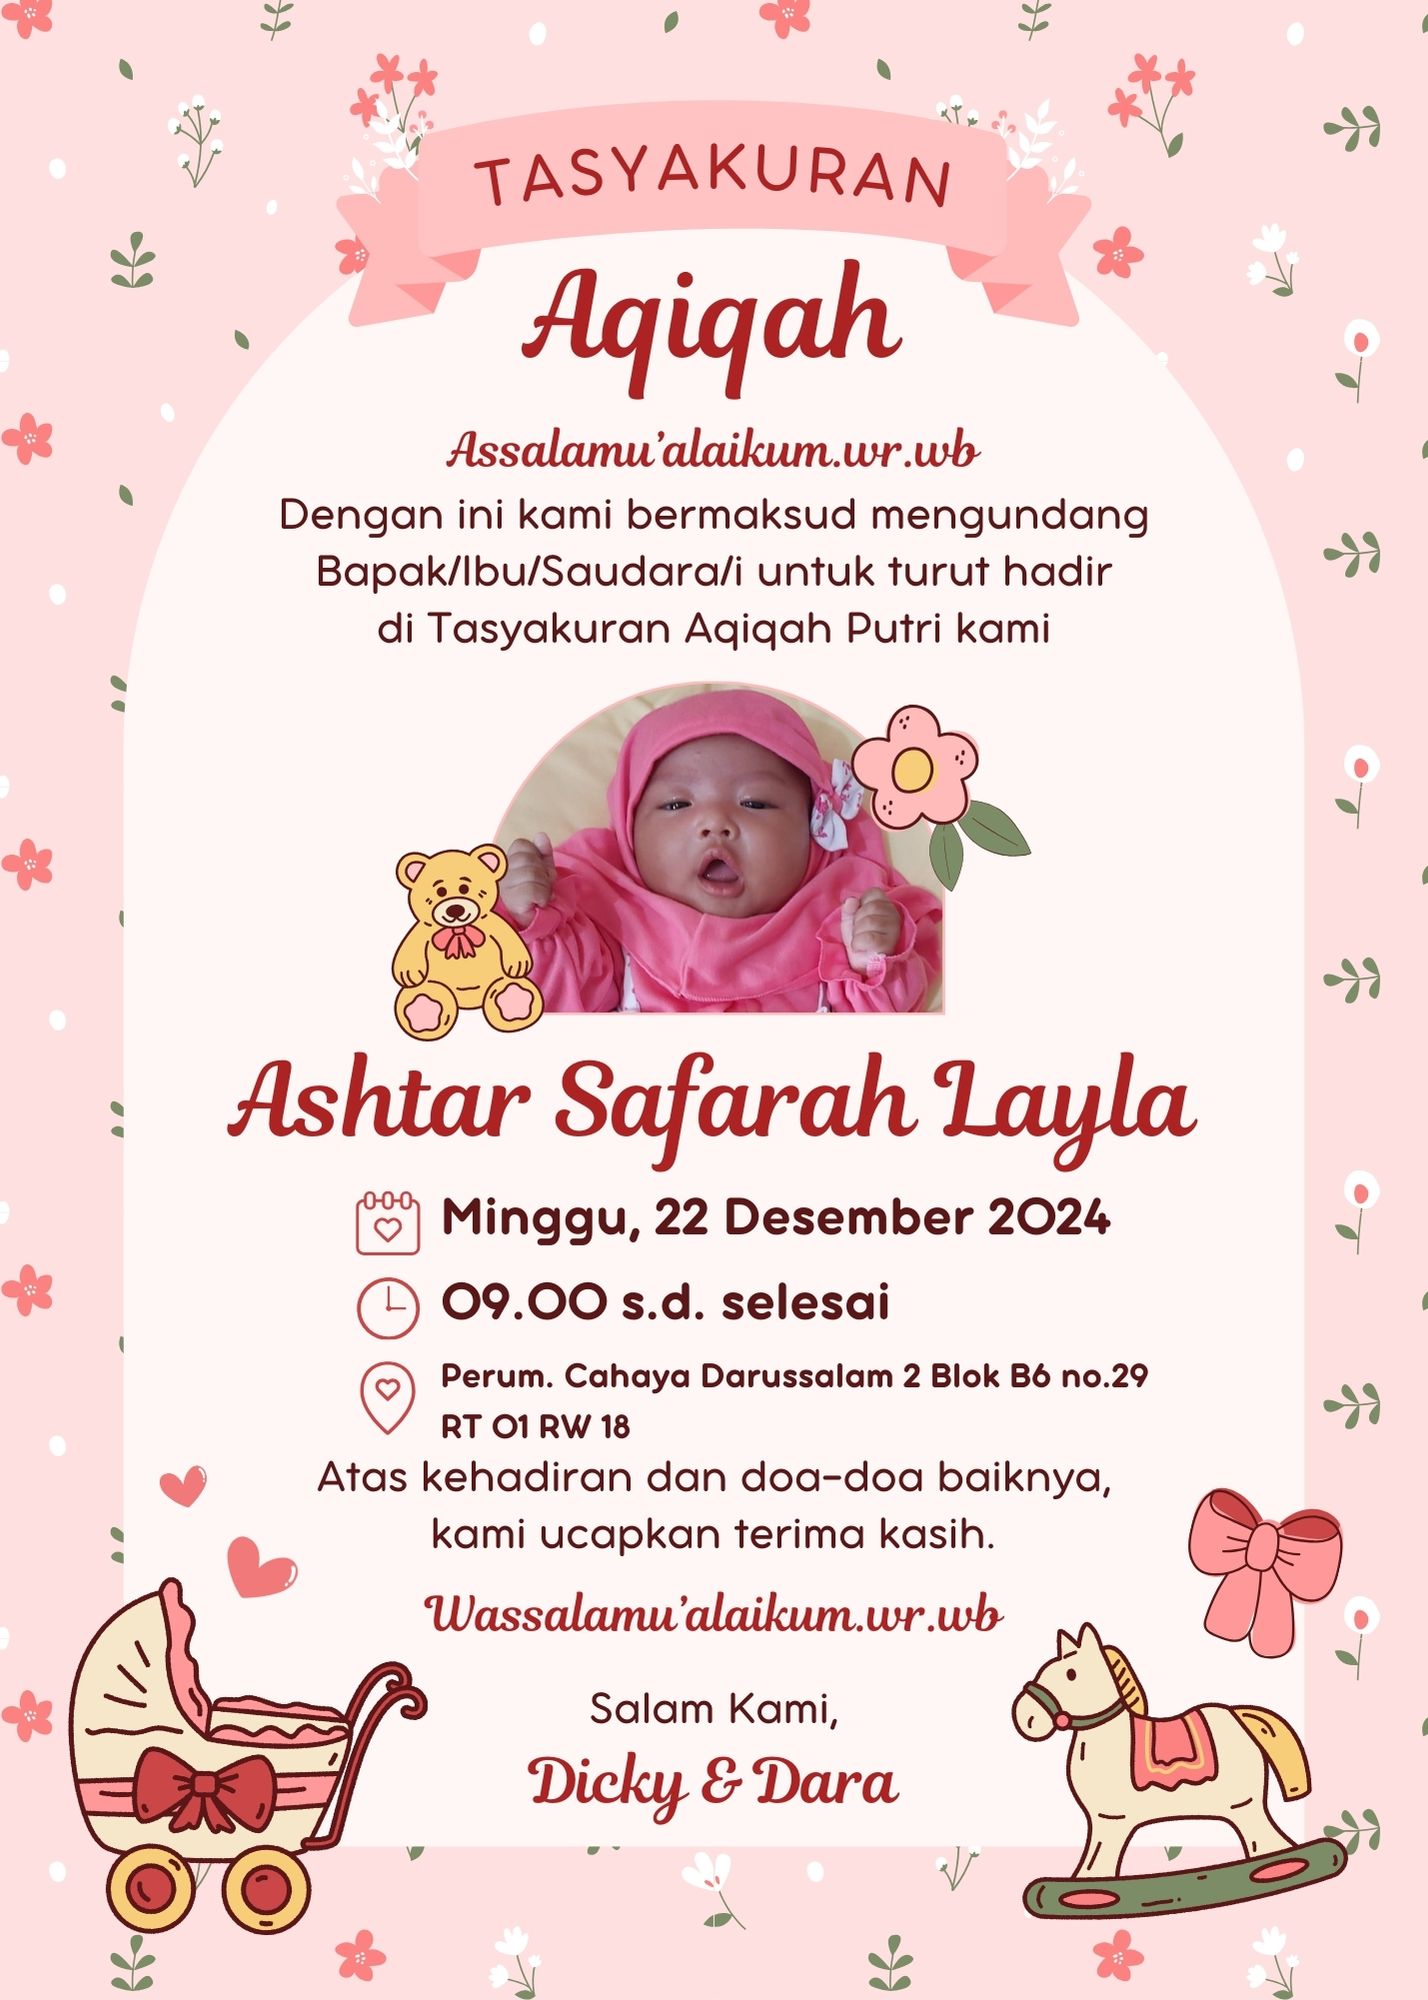 TASYAKURAN
Aqiqah
Assalamu'alaikum.wr.wb
Dengan ini kami bermaksud mengundang
Bapak/Ibu/Saudara/i untuk turut hadir
di Tasyakuran Aqiqah Putri kami
Ashtar Safarah Layla
Minggu, 22 Desember 2024
09.00 s.d. selesai
Perum. Cahaya Darussalam 2 Blok B6 no.29
RT 01 RW 18
Atas kehadiran dan doa-doa baiknya,
kami ucapkan terima kasih.
Wassalamu'alaikum.wr.wb
Salam Kami,
Dicky & Dara